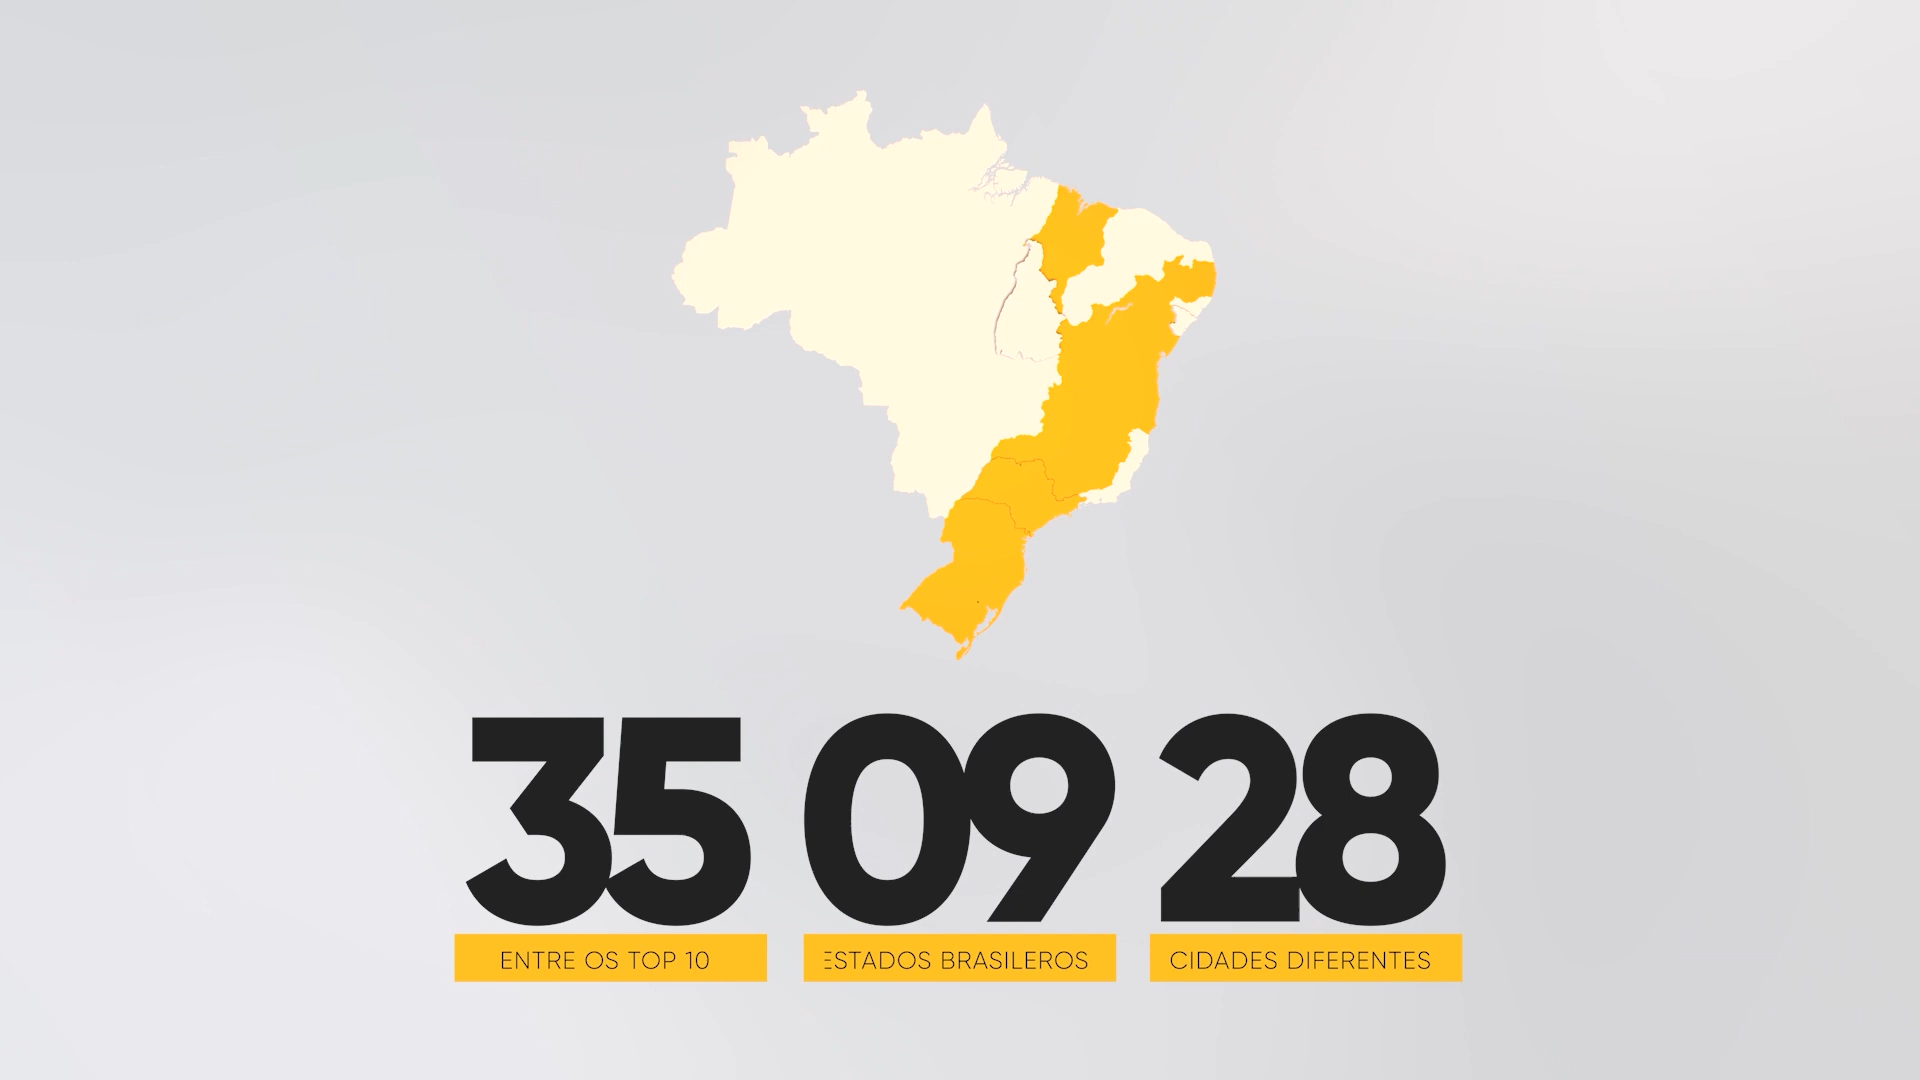 35 09 28
ENTRE OS TOP 10
ESTADOS BRASILEROS
CIDADES DIFERENTES